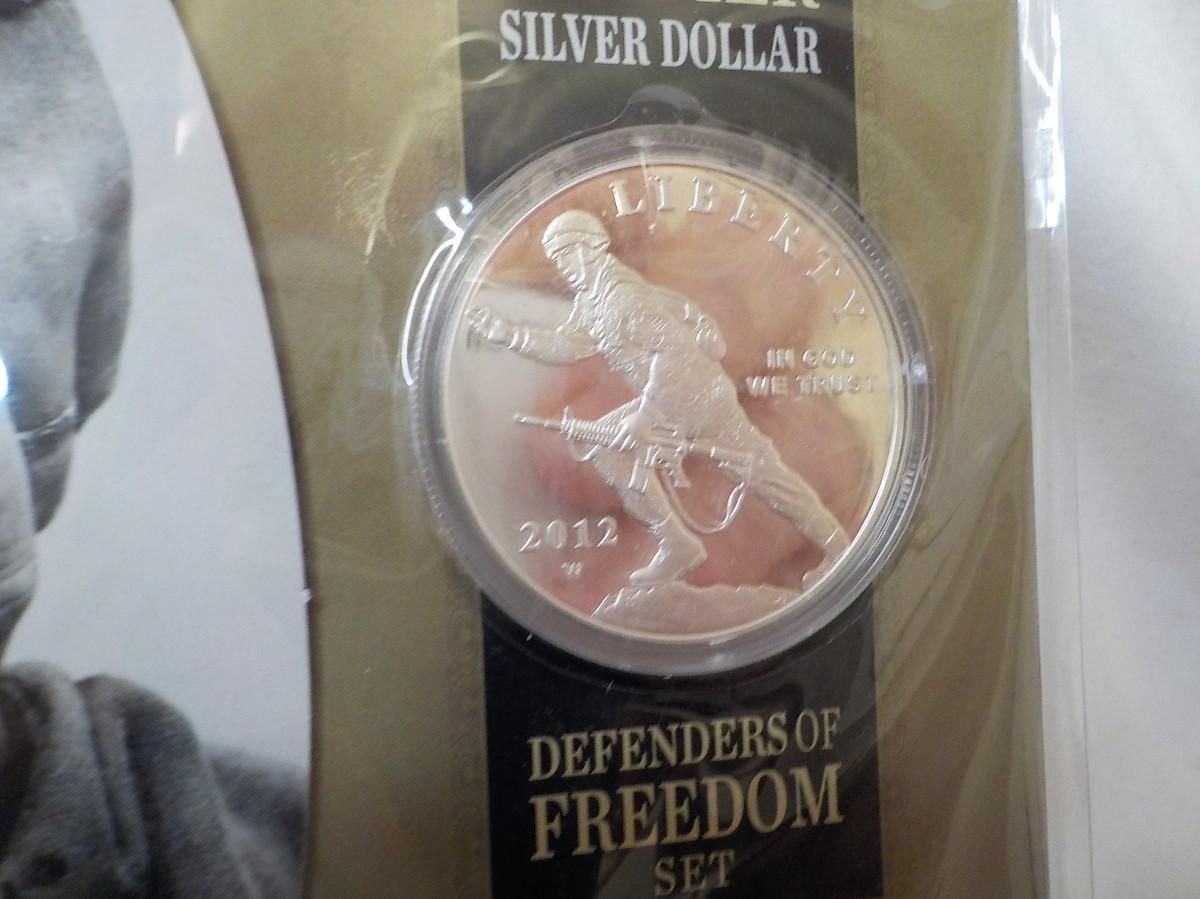 SILVER DOLLAR
LIBERTY
IN GOD
WE TRUST
2012
W
DEFENDERS OF
FREEDOM
SET